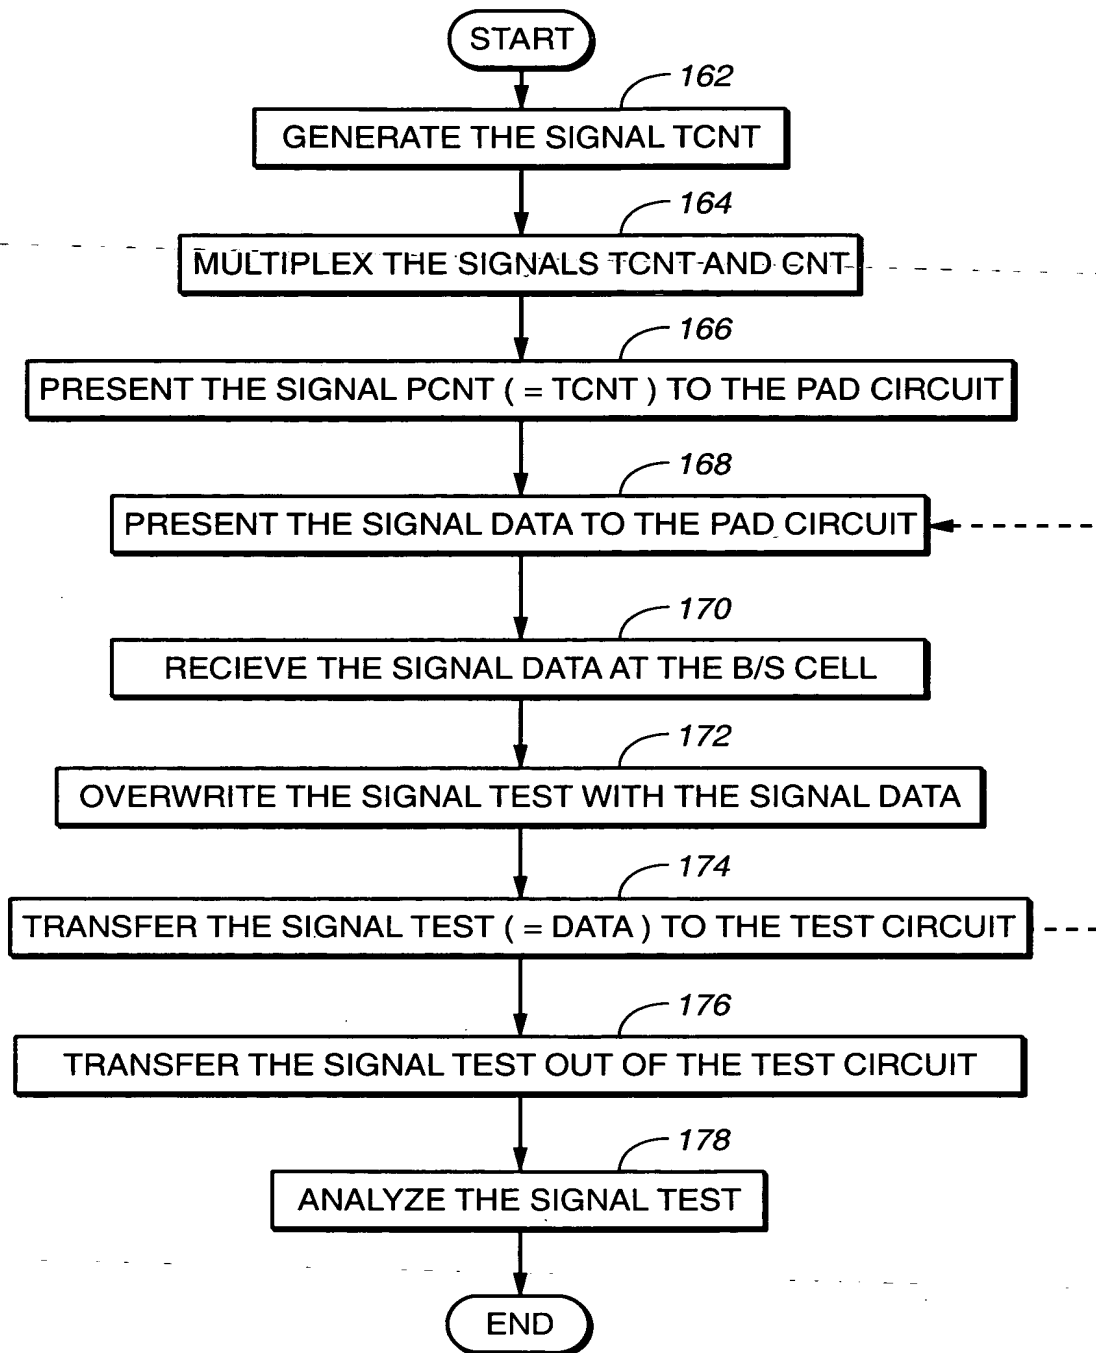 START
162
GENERATE THE SIGNAL TCNT
164
MULTIPLEX THE SIGNALS TCNT AND CNT
166
PRESENT THE SIGNAL PCNT ( = TCNT ) TO THE PAD CIRCUIT
168
PRESENT THE SIGNAL DATA TO THE PAD CIRCUIT
170
RECIEVE THE SIGNAL DATA AT THE B/S CELL
172
OVERWRITE THE SIGNAL TEST WITH THE SIGNAL DATA
174
TRANSFER THE SIGNAL TEST ( = DATA ) TO THE TEST CIRCUIT
176
TRANSFER THE SIGNAL TEST OUT OF THE TEST CIRCUIT
178
ANALYZE THE SIGNAL TEST
END